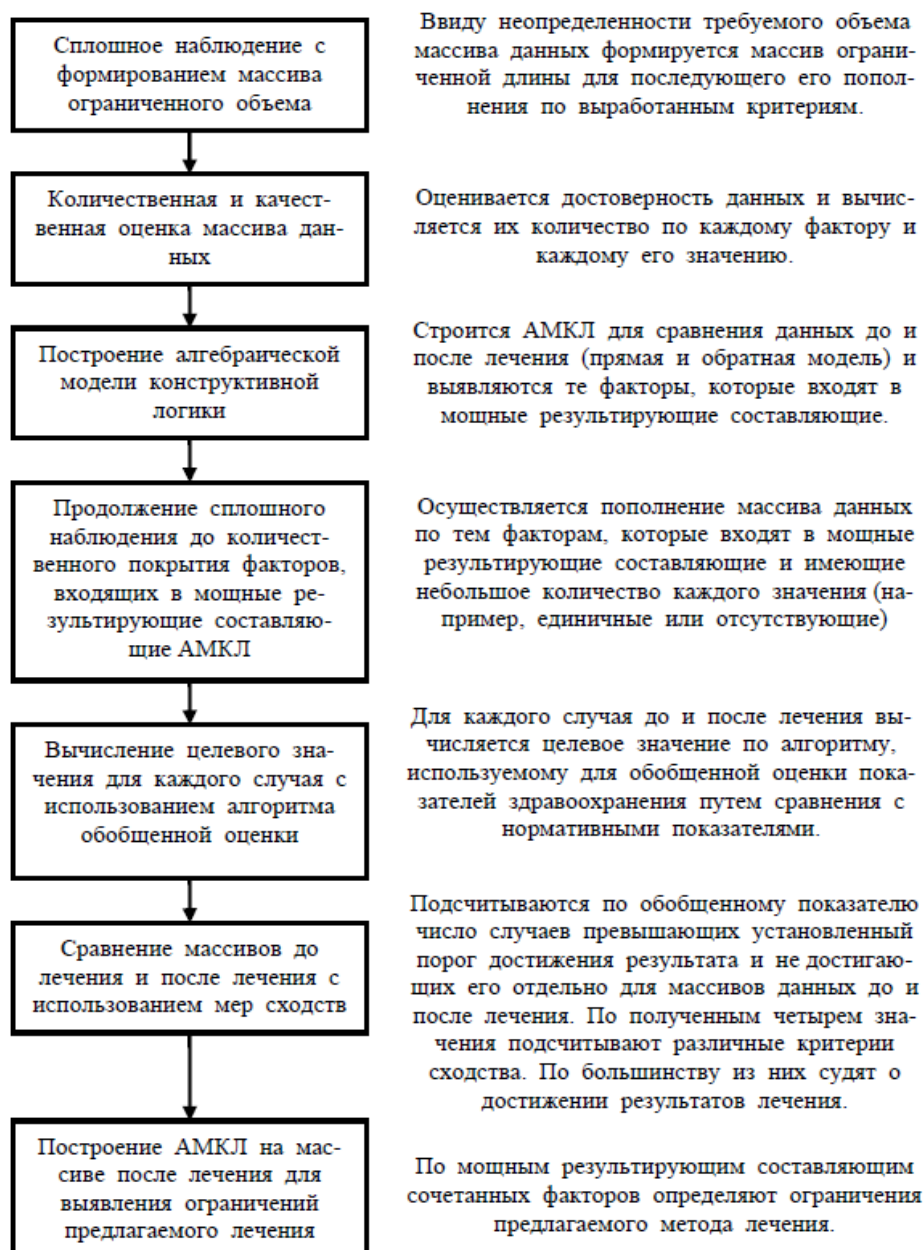 Сплошное наблюдение с
формированием массива
ограниченного объема
Ввиду неопределенности требуемого объема
массива данных формируется массив ограни-
ченной длины для последующего его попол-
нения по выработанным критериям.
Количественная и качест-
венная оценка массива дан-
ных
Оценивается достоверность данных и вычис-
ляется их количество по каждому фактору и
каждому его значению.
Построение алгебраической
модели конструктивной
логики
Строится АМКЛ для сравнения данных до и
после лечения (прямая и обратная модель) и
выявляются те факторы, которые входят в
мощные результирующие составляющие.
Продолжение сплошного
наблюдения до количест-
венного покрытия факторов,
входящих в мощные ре-
зультирующие составляю-
щие АМКЛ
Осуществляется пополнение массива данных
по тем факторам, которые входят в мощные
результирующие составляющие и имеющие
небольшое количество каждого значения (на-
пример, единичные или отсутствующие)
Вычисление целевого зна-
чения для каждого случая с
использованием алгоритма
обобщенной оценки
Для каждого случая до и после лечения вы-
числяется целевое значение по алгоритму,
используемому для обобщенной оценки пока-
зателей здравоохранения путем сравнения с
нормативными показателями.
Сравнение массивов до
лечения и после лечения с
использованием мер сходств
Подсчитываются по обобщенному показателю
число случаев превышающих установленный
порог достижения результата и не достигаю-
щих его отдельно для массивов данных до и
после лечения. По полученным четырем зна-
чения подсчитывают различные критерии
сходства. По большинству из них судят о
достижении результатов лечения.
Построение АМКЛ на мас-
сиве после лечения для
выявления ограничений
предлагаемого лечения
По мощным результирующим составляющим
сочетанных факторов определяют ограничения
предлагаемого метода лечения.